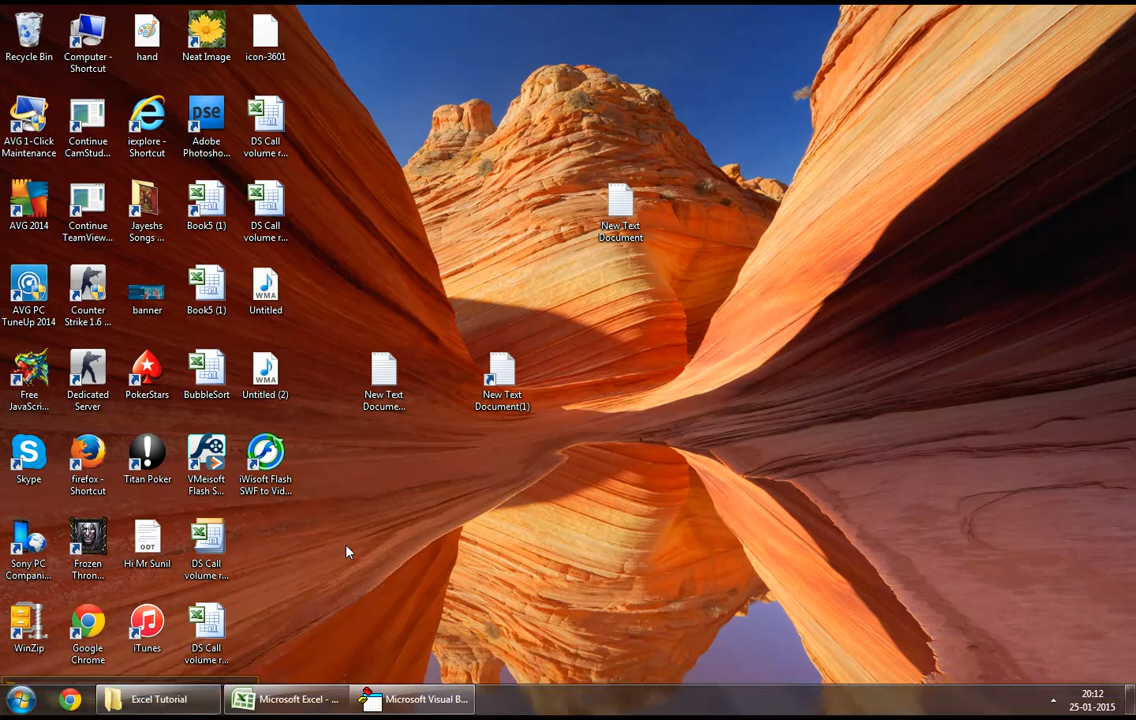 Recycle Bin
Computer -
Shortcut
hand
Neat Image
icon-3601
AVG 1-Click
Maintenance
Continue
CamStud...
iexplore -
Shortcut
pse
Adobe
Photosho...
DS Call
volume r...
AVG 2014
Continue
TeamView...
Jayeshs
Songs ...
Book5 (1)
DS Call
volume r...
New Text
Document
AVG PC
TuneUp 2014
Counter
Strike 1.6 ...
banner
Book5 (1)
WMA
Untitled
Free
JavaScri...
Dedicated
Server
PokerStars
BubbleSort
WMA
Untitled (2)
New Text
Docume...
New Text
Document(1)
Skype
firefox -
Shortcut
Titan Poker
VMeisoft
Flash S...
iWisoft Flash
SWF to Vid...
Sony PC
Compani...
Frozen
Thron...
ODT
Hi Mr Sunil
DS Call
volume r...
WinZip
Google
Chrome
iTunes
DS Call
volume r...
Excel Tutorial
Microsoft Excel - ...
Microsoft Visual B...
20:12
25-01-2015